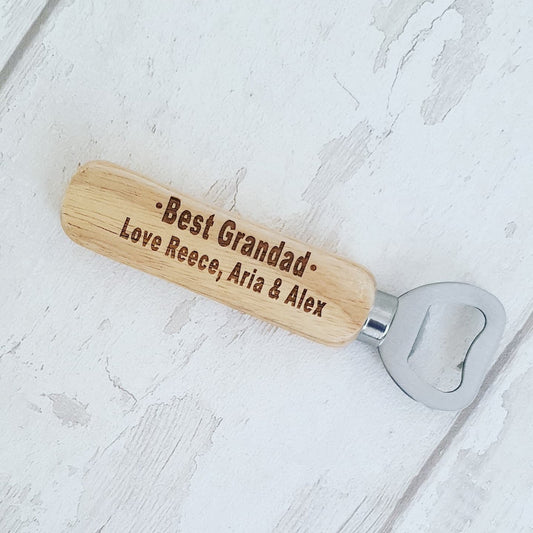 ·Best Grandad·
Love Reece, Aria & Alex